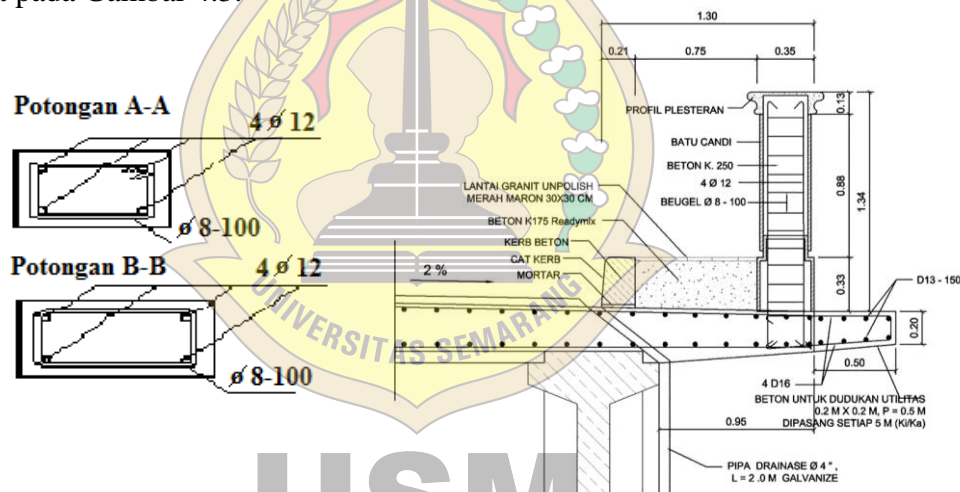 pada Gambar 4.3.
Potongan A-A
4 ø 12
ø 8-100
Potongan B-B
4 ø 12
ø 8-100
1.30
0.21
0.75
0.35
PROFIL PLESTERAN
BATU CANDI
BETON K. 250
4 Ø 12
BEUGEL Ø 8 - 100
LANTAI GRANIT UNPOLISH
MERAH MARON 30X30 CM
BETON K175 Readymix
KERB BETON
CAT KERB
MORTAR
2 %
0.13
0.88
1.34
0.33
D13 - 150
0.20
0.50
4 D16
BETON UNTUK DUDUKAN UTILITAS
0.2 M X 0.2 M, P = 0.5 M
DIPASANG SETIAP 5 M (Ki/Ka)
0.95
PIPA DRAINASE Ø 4 ",
L = 2 .0 M GALVANIZE
UNIVERSITAS SEMARANG
USM